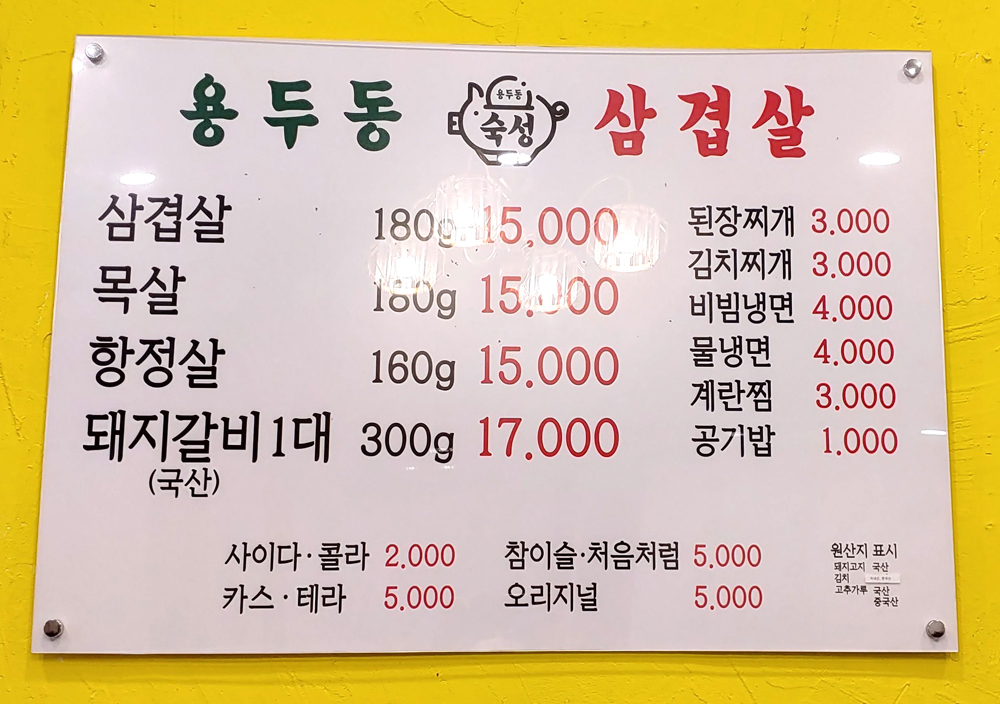 용두동 용두동 숙성 삼겹살
삼겹살 180g 15,000
목살 180g 15,000
항정살 160g 15,000
돼지갈비1대 300g 17.000
(국산)
된장찌개 3.000
김치찌개 3.000
비빔냉면 4.000
물냉면 4.000
계란찜 3.000
공기밥 1.000
사이다·콜라 2.000
카스·테라 5.000
참이슬·처음처럼 5.000
오리지널 5.000
원산지 표시
돼지고지 국산
김치
고추가루 국산
중국산